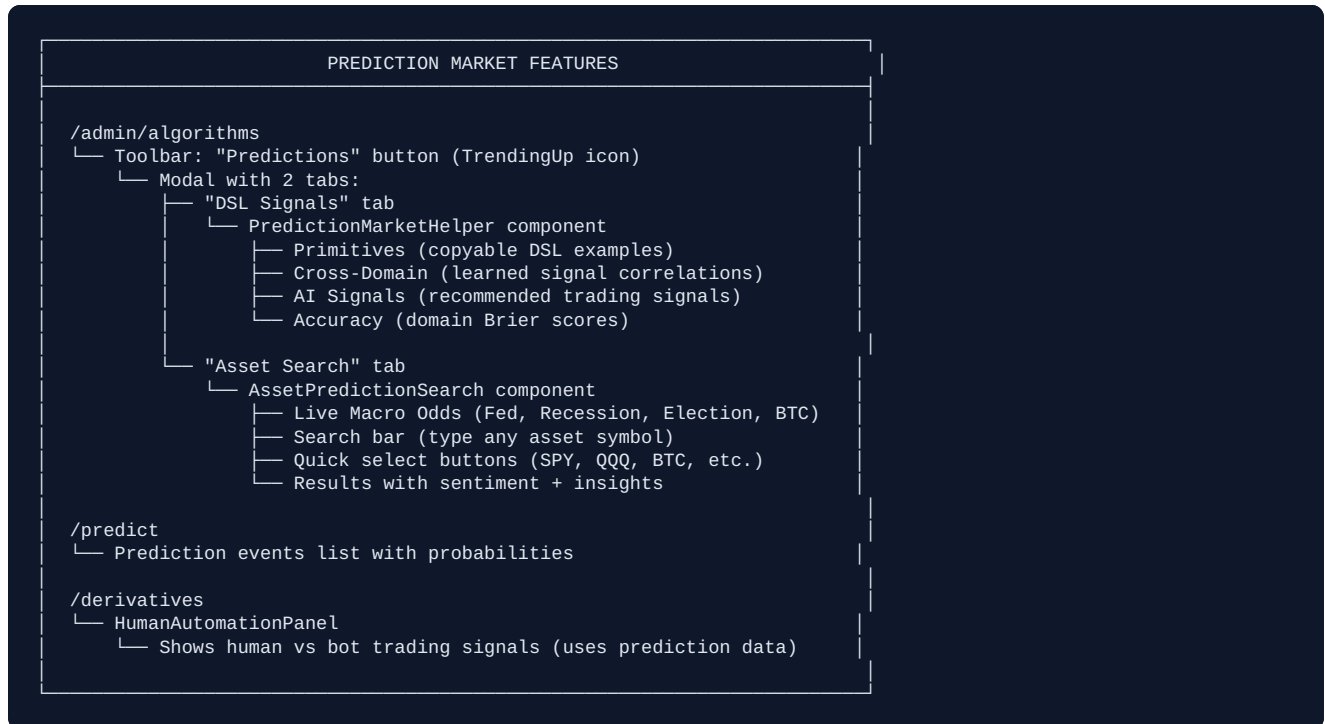 PREDICTION MARKET FEATURES
/admin/algorithms
└── Toolbar: "Predictions" button (TrendingUp icon)
└── Modal with 2 tabs:
├── "DSL Signals" tab
│ └── PredictionMarketHelper component
│ ├── Primitives (copyable DSL examples)
│ ├── Cross-Domain (learned signal correlations)
│ ├── AI Signals (recommended trading signals)
│ └── Accuracy (domain Brier scores)
│
└── "Asset Search" tab
└── AssetPredictionSearch component
├── Live Macro Odds (Fed, Recession, Election, BTC)
├── Search bar (type any asset symbol)
├── Quick select buttons (SPY, QQQ, BTC, etc.)
└── Results with sentiment + insights
/predict
└── Prediction events list with probabilities
/derivatives
└── HumanAutomationPanel
└── Shows human vs bot trading signals (uses prediction data)